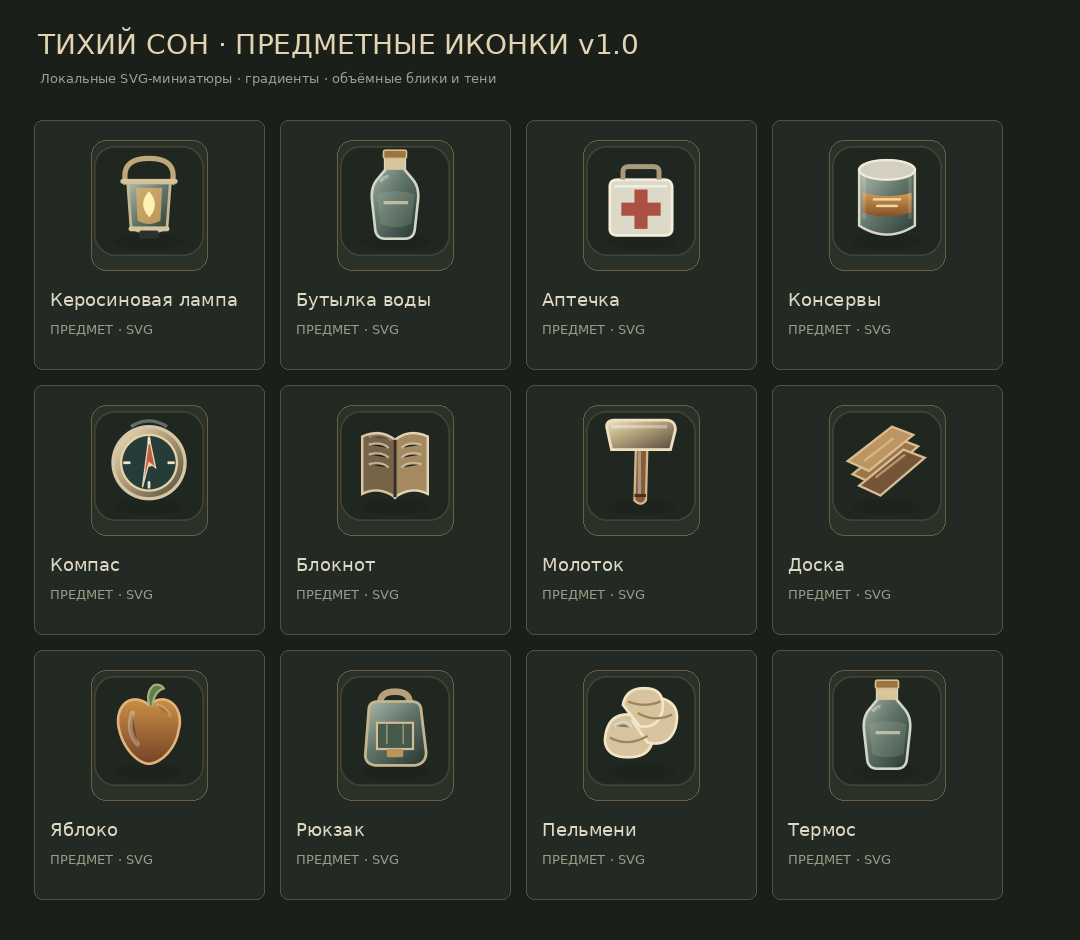 ТИХИЙ СОН · ПРЕДМЕТНЫЕ ИКОНКИ v1.0
Локальные SVG-миниатюры · градиенты · объёмные блики и тени
Керосиновая лампа
ПРЕДМЕТ · SVG
Бутылка воды
ПРЕДМЕТ · SVG
Аптечка
ПРЕДМЕТ · SVG
Консервы
ПРЕДМЕТ · SVG
Компас
ПРЕДМЕТ · SVG
Блокнот
ПРЕДМЕТ · SVG
Молоток
ПРЕДМЕТ · SVG
Доска
ПРЕДМЕТ · SVG
Яблоко
ПРЕДМЕТ · SVG
Рюкзак
ПРЕДМЕТ · SVG
Пельмени
ПРЕДМЕТ · SVG
Термос
ПРЕДМЕТ · SVG